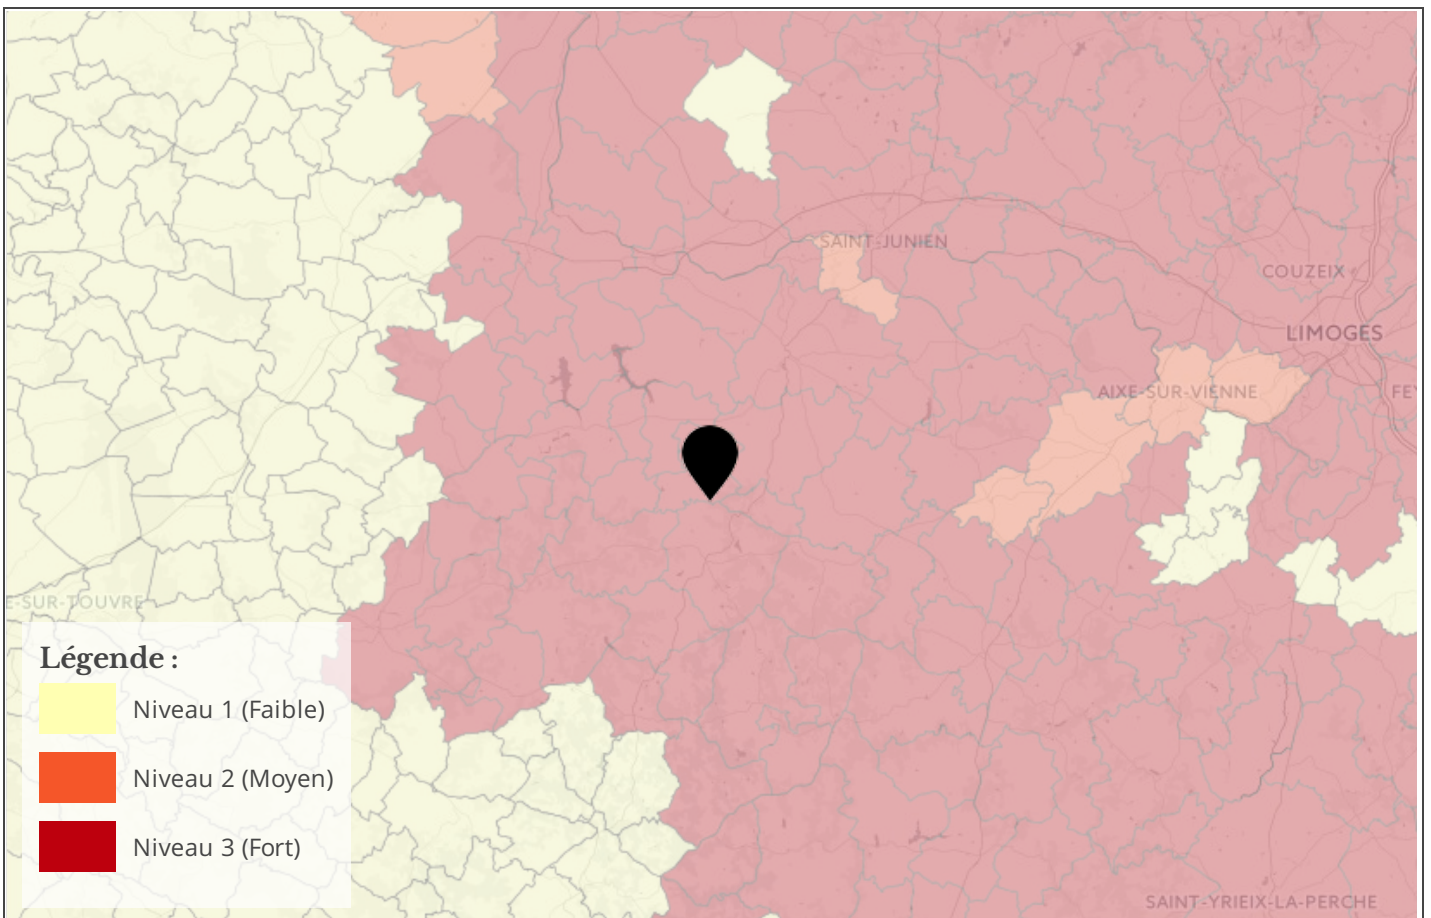 SAINT-JUNIEN
COUZEIX
LIMOGES
AIXE-SUR-VIENNE
FEY
E-SUR-TOUVRE
Légende :
Niveau 1 (Faible)
Niveau 2 (Moyen)
Niveau 3 (Fort)
SAINT-YRIEIX-LA-PERCHE